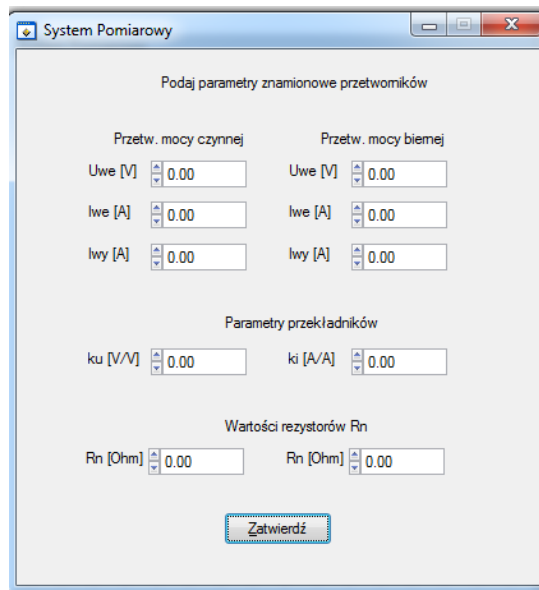 System Pomiarowy
Podaj parametry znamionowe przetworników
Przetw. mocy czynnej Przetw. mocy biernej
Uwe [V] 0.00 Uwe [V] 0.00
Iwe [A] 0.00 Iwe [A] 0.00
Iwy [A] 0.00 Iwy [A] 0.00
Parametry przekładników
ku [V/V] 0.00 ki [A/A] 0.00
Wartości rezystorów Rn
Rn [Ohm] 0.00 Rn [Ohm] 0.00
Zatwierdź